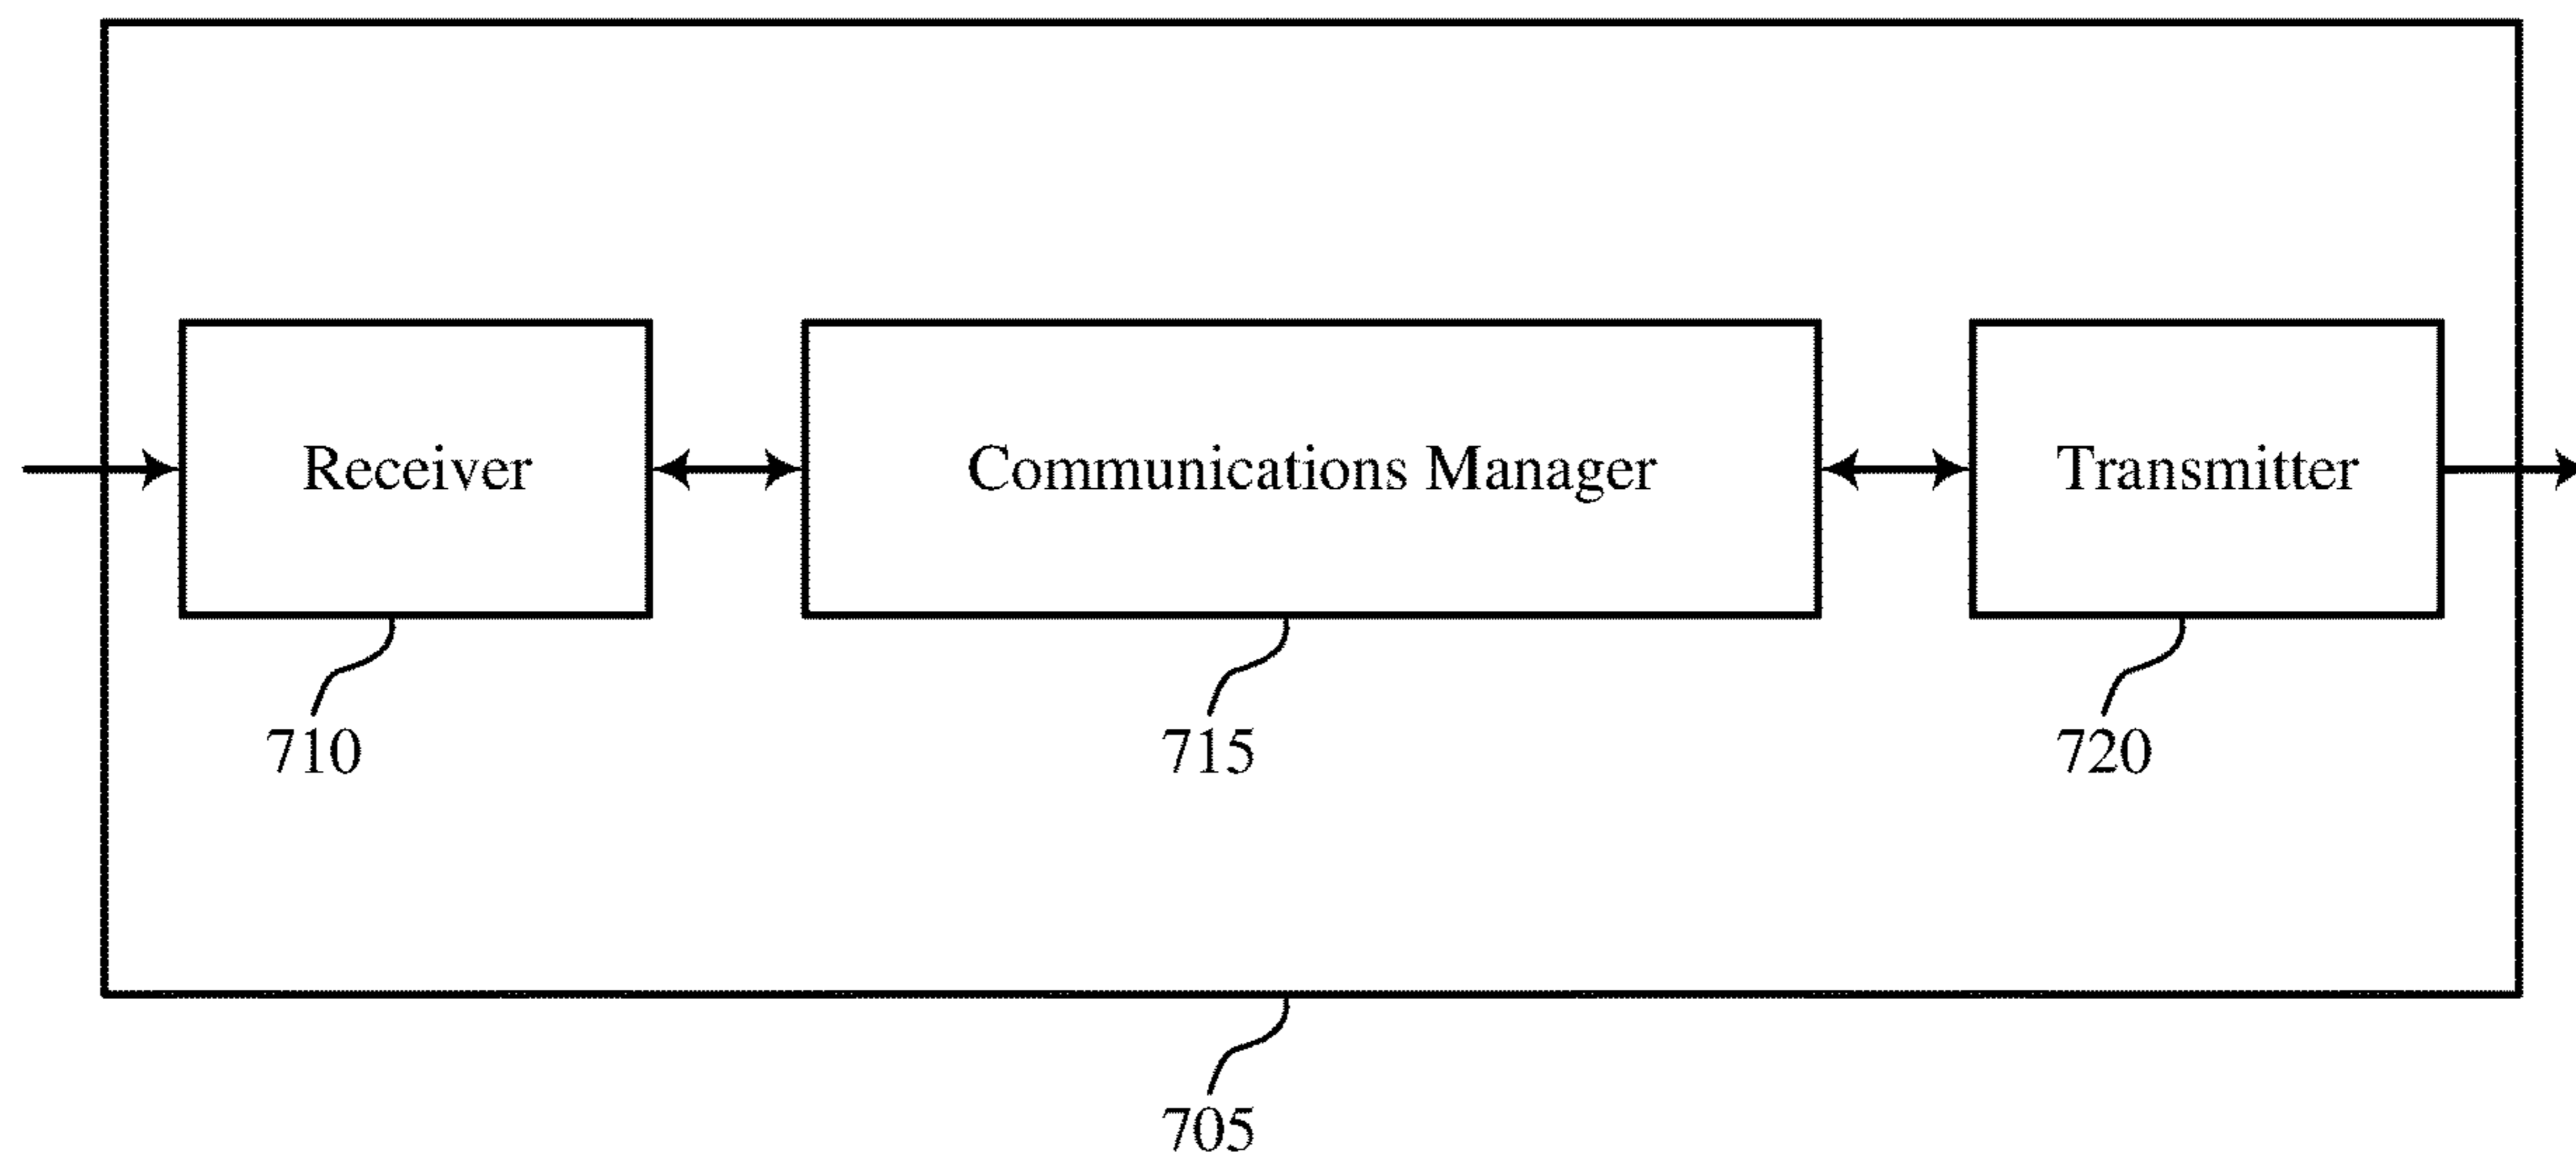 Receiver
Communications Manager
Transmitter
710
715
720
705